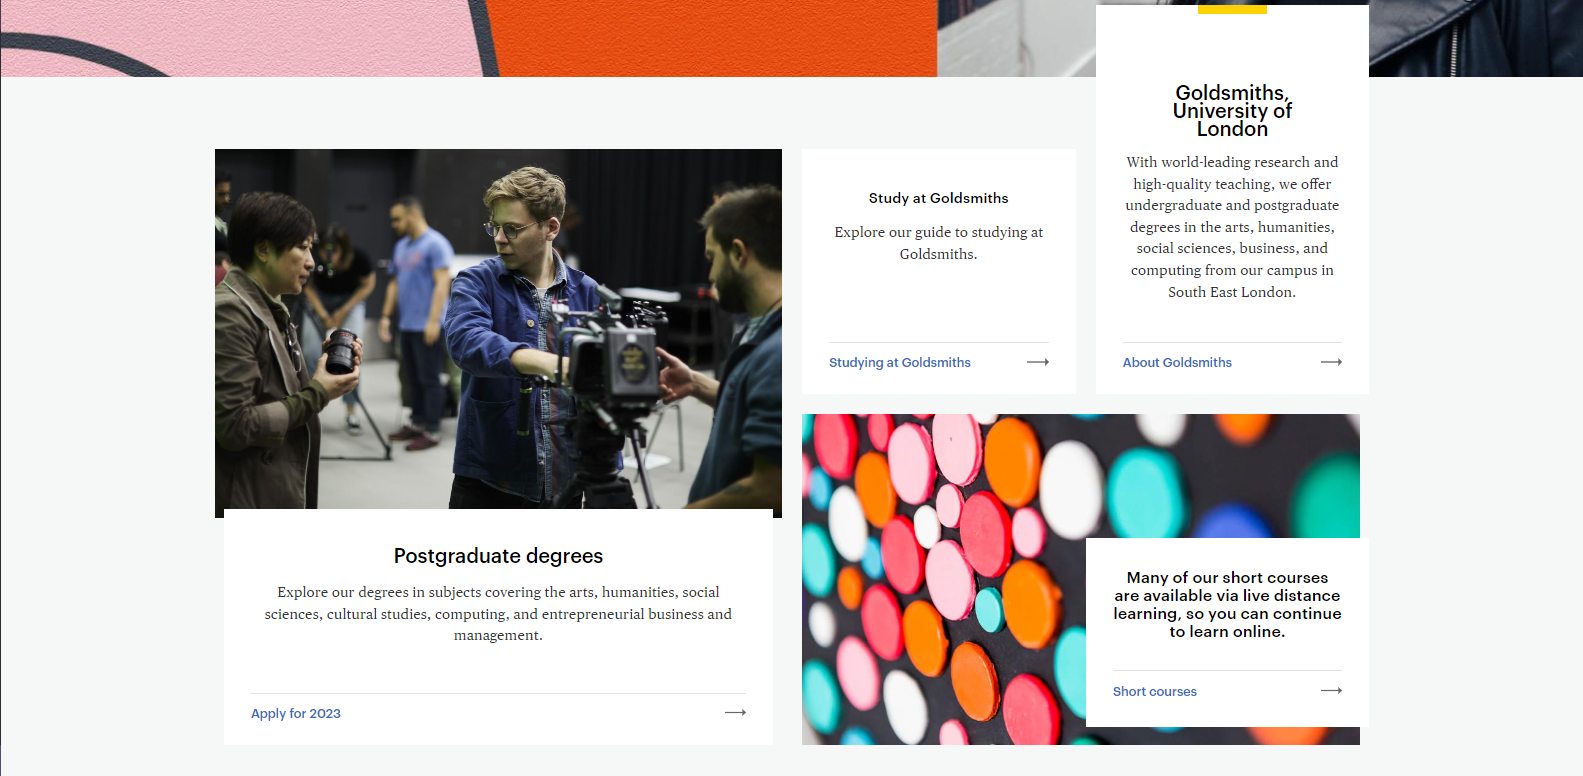 Goldsmiths,
University of
London
With world-leading research and
high-quality teaching, we offer
undergraduate and postgraduate
degrees in the arts, humanities,
social sciences, business, and
computing from our campus in
South East London.
About Goldsmiths
Study at Goldsmiths
Explore our guide to studying at
Goldsmiths.
Studying at Goldsmiths
Postgraduate degrees
Explore our degrees in subjects covering the arts, humanities, social
sciences, cultural studies, computing, and entrepreneurial business and
management.
Apply for 2023
Many of our short courses
are available via live distance
learning, so you can continue
to learn online.
Short courses